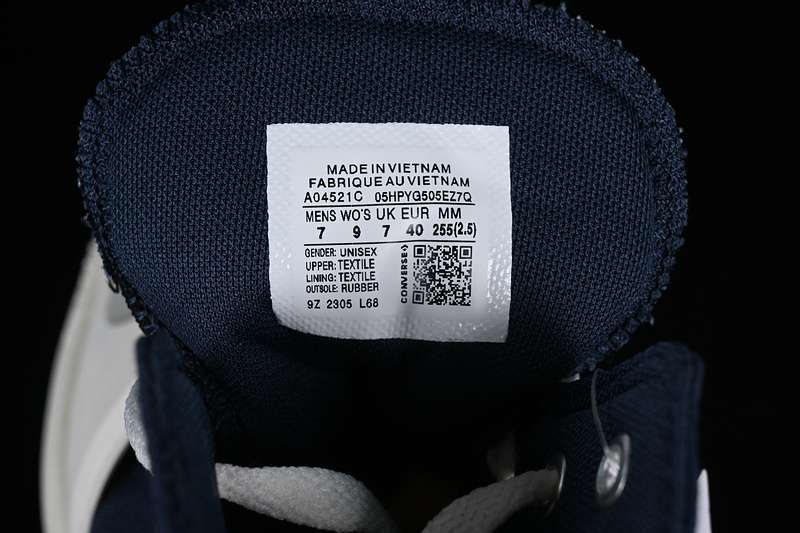 MADE IN VIETNAM
FABRIQUE AU VIETNAM
A04521C 05HPYG505EZ7Q
MENS WO'S UK EUR MM
7 9 7 40 255(2.5)
GENDER: UNISEX
UPPER: TEXTILE
LINING: TEXTILE
OUTSOLE: RUBBER
9Z 2305 L68
CONVERSE